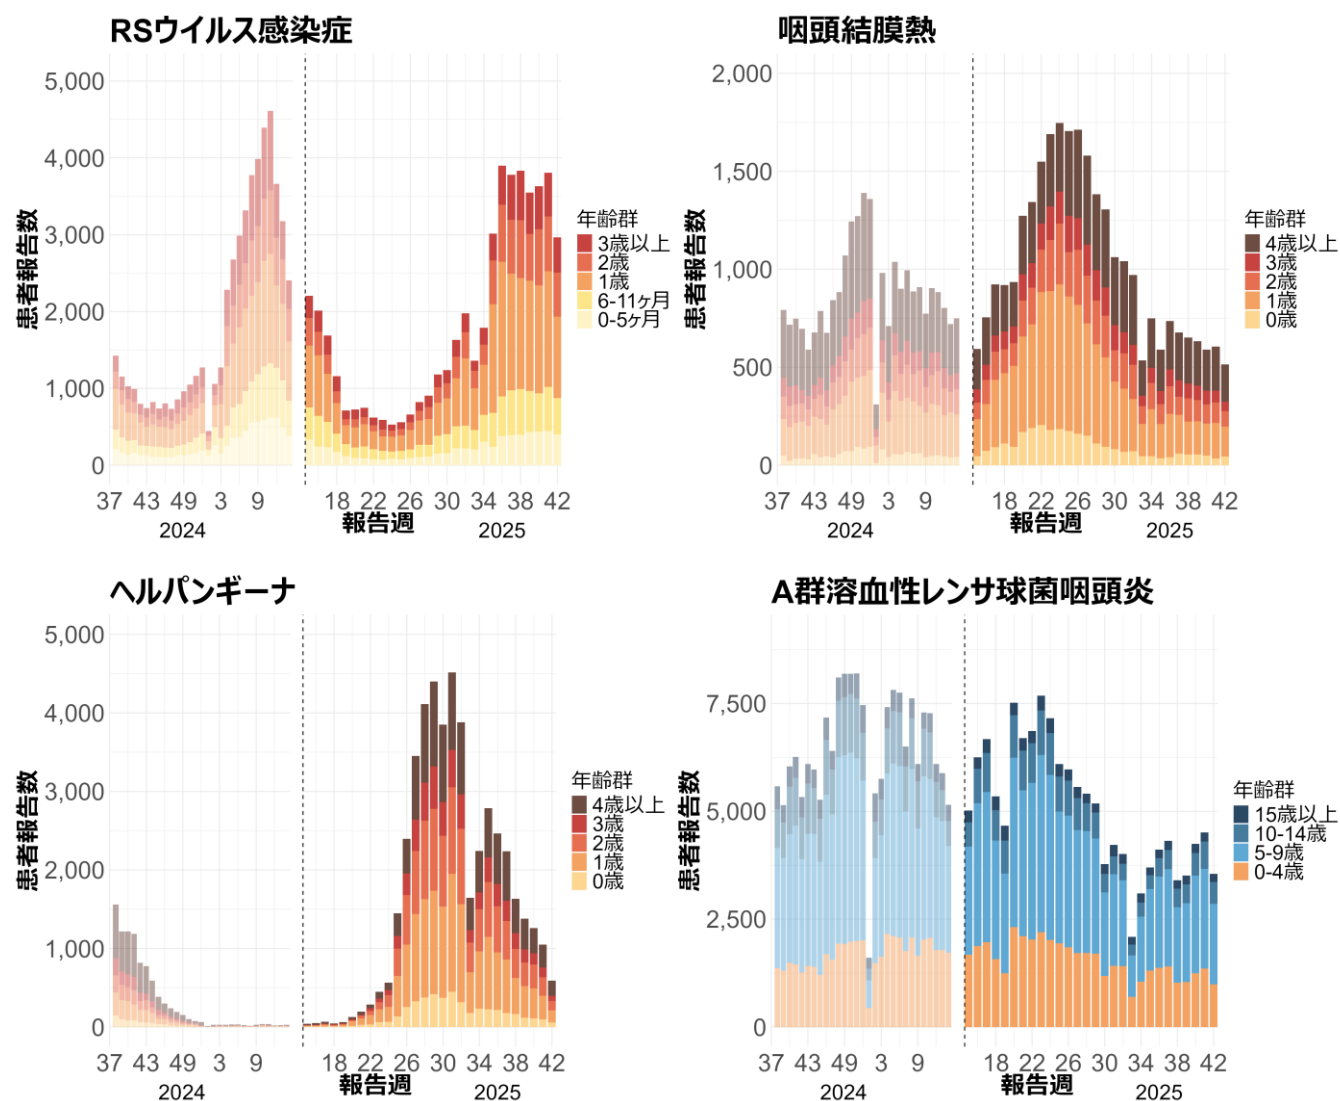 RSウイルス感染症
患者報告数
5,000
4,000
3,000
2,000
1,000
0
37 43 49 3 9 18 22 26 30 34 38 42
2024 報告週 2025
年齢群
3歳以上
2歳
1歳
6-11ヶ月
0-5ヶ月
咽頭結膜熱
患者報告数
2,000
1,500
1,000
500
0
37 43 49 3 9 18 22 26 30 34 38 42
2024 報告週 2025
年齢群
4歳以上
3歳
2歳
1歳
0歳
ヘルパンギーナ
患者報告数
5,000
4,000
3,000
2,000
1,000
0
37 43 49 3 9 18 22 26 30 34 38 42
2024 報告週 2025
年齢群
4歳以上
3歳
2歳
1歳
0歳
A群溶血性レンサ球菌咽頭炎
患者報告数
7,500
5,000
2,500
0
37 43 49 3 9 18 22 26 30 34 38 42
2024 報告週 2025
年齢群
15歳以上
10-14歳
5-9歳
0-4歳